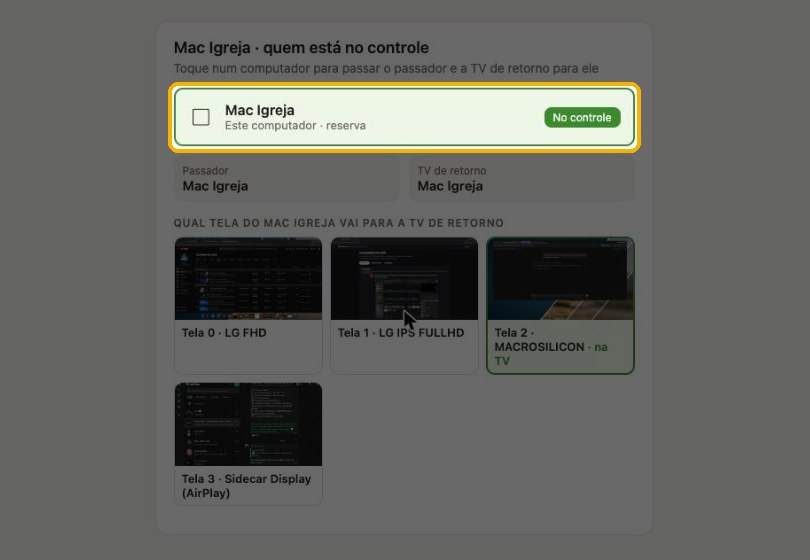 Mac Igreja · quem está no controle
Toque num computador para passar o passador e a TV de retorno para ele
Mac Igreja
Este computador · reserva
No controle
Passador
Mac Igreja
TV de retorno
Mac Igreja
QUAL TELA DO MAC IGREJA VAI PARA A TV DE RETORNO
Tela 0 · LG FHD
Tela 1 · LG IPS FULLHD
Tela 2 ·
MACROSILICON · na
TV
Tela 3 · Sidecar Display
(AirPlay)